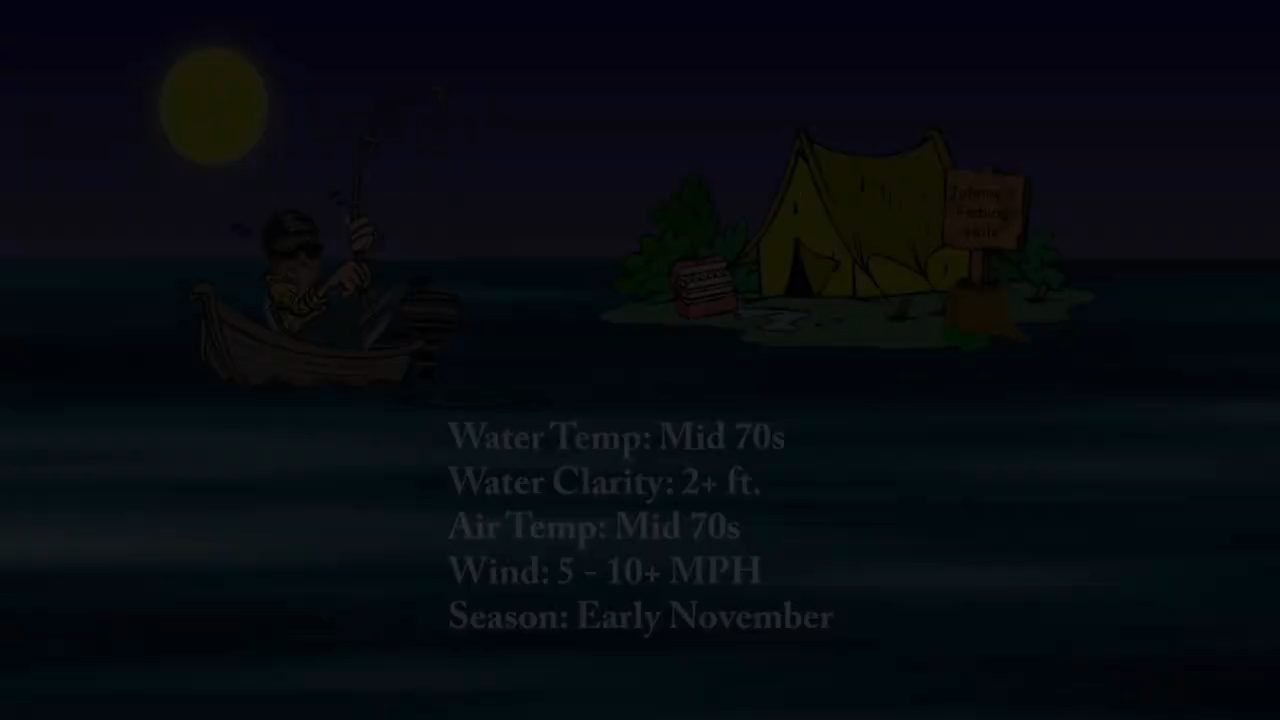 Fishing
Water Temp: Mid 70s
Water Clarity: 2+ ft.
Air Temp: Mid 70s
Wind: 5 - 10+ MPH
Season: Early November